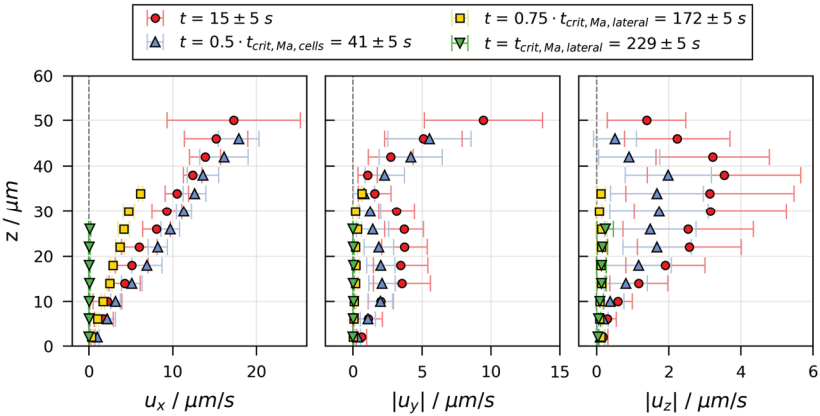 t = 15 ± 5 s
t = 0.5 · t_crit,Ma,cells = 41 ± 5 s
t = 0.75 · t_crit,Ma,lateral = 172 ± 5 s
t = t_crit,Ma,lateral = 229 ± 5 s
z / μm
60
50
40
30
20
10
0
0 10 20
0 5 10 15
0 2 4 6
u_x / μm/s
|u_y| / μm/s
|u_z| / μm/s